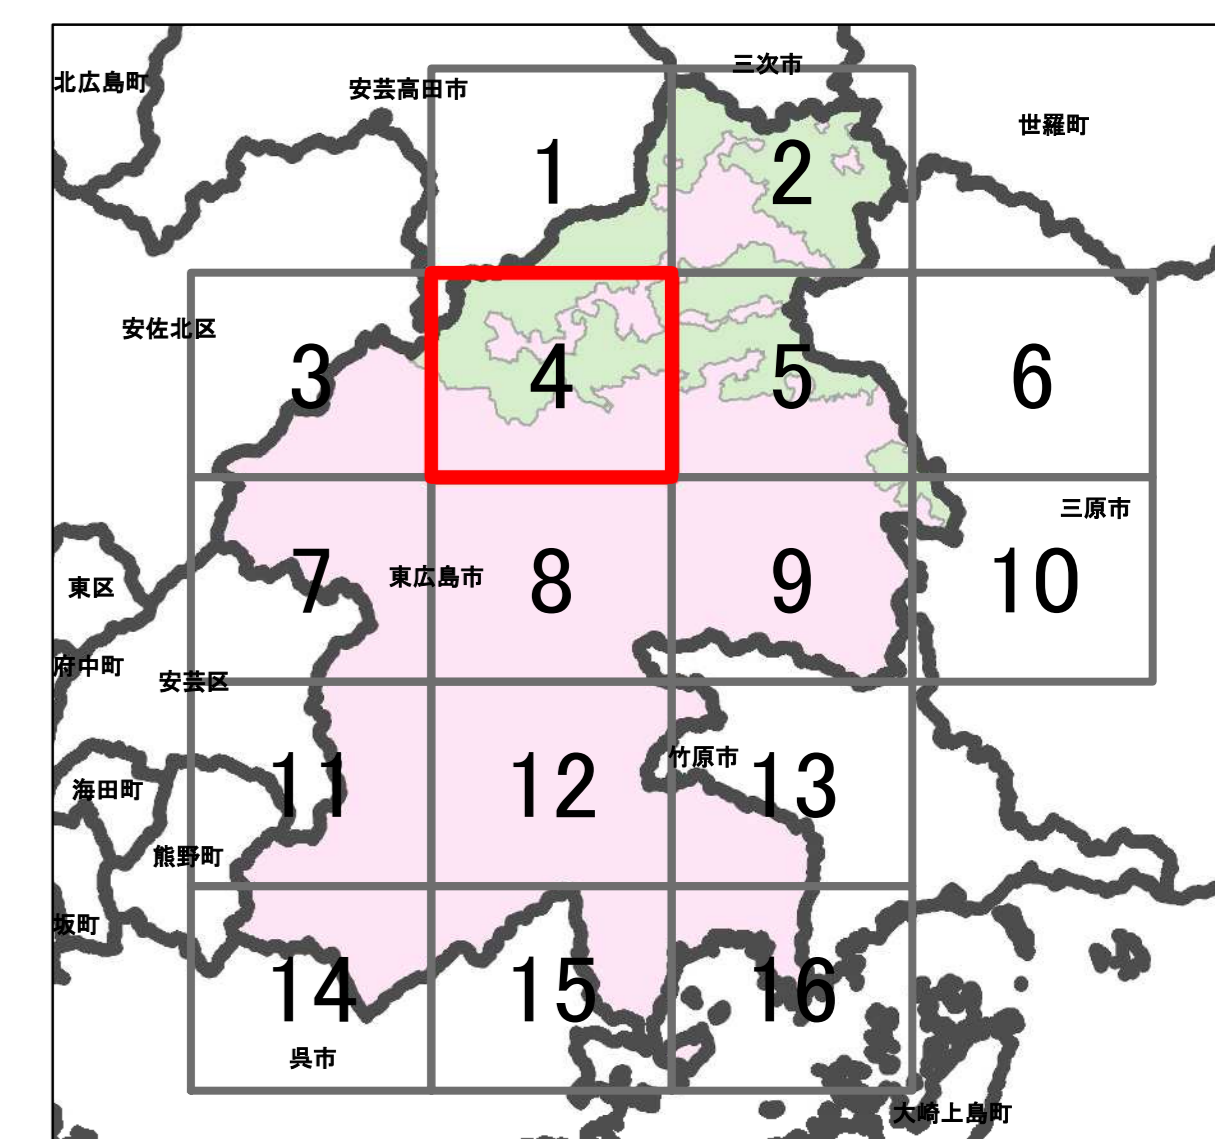 三次市
北広島町
安芸高田市
世羅町
1
2
安佐北区
3
4
5
6
三原市
東区
7
東広島市
8
9
10
府中町
安芸区
竹原市
海田町
11
12
13
熊野町
坂町
14
15
16
呉市
大崎上島町